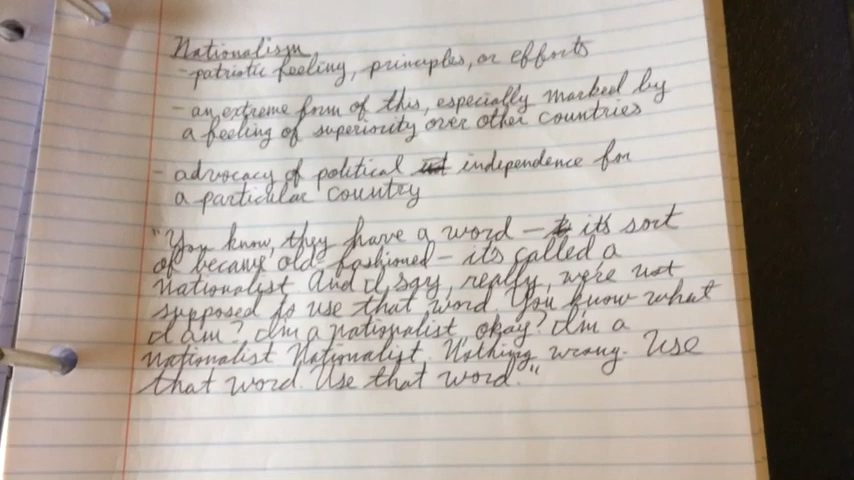 Nationalism
- patriotic feeling, principles, or efforts
- an extreme form of this, especially marked by
a feeling of superiority over other countries
- advocacy of political independence for
a particular country
"You know, they have a word - it's sort
of became old fashioned - it's called a
nationalist. And I say, really, we're not
supposed to use that word. You know what
I am? I'm a nationalist, okay? I'm a
nationalist. Nationalist. Nothing wrong. Use
that word. Use that word."